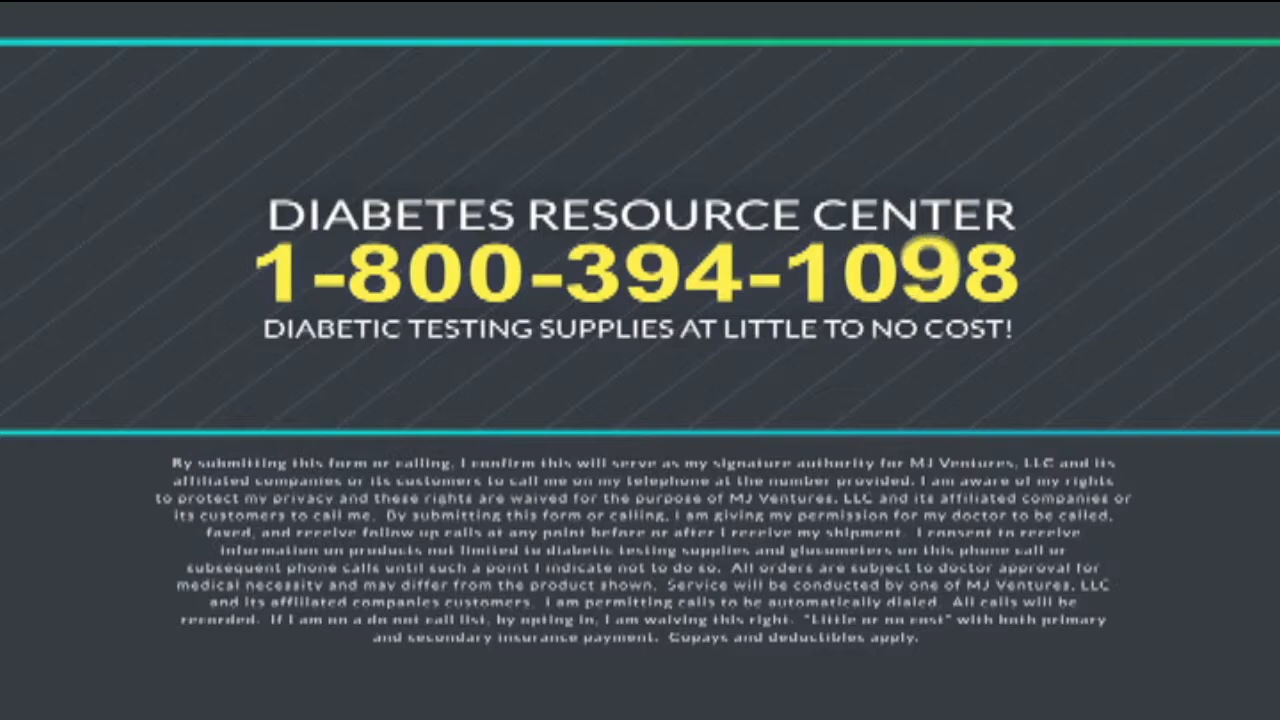 DIABETES RESOURCE CENTER
1-800-394-1098
DIABETIC TESTING SUPPLIES AT LITTLE TO NO COST!
By submitting this form or calling, I confirm this will serve as my signature authority for MJ Ventures, LLC and its
affiliated companies or its customers to call me on my telephone at the number provided. I am aware of my rights
to protect my privacy and these rights are waived for the purpose of MJ Ventures, LLC and its affiliated companies or
its customers to call me. By submitting this form or calling, I am giving my permission for my doctor to be called,
faxed, and receive follow up calls at any point before or after I receive my shipment. I consent to receive
information on products not limited to diabetic testing supplies and glucometers on this phone call or
subsequent phone calls until such a point I indicate not to do so. All orders are subject to doctor approval for
medical necessity and may differ from the product shown. Service will be conducted by one of MJ Ventures, LLC
and its affiliated companies customers. I am permitting calls to be automatically dialed. All calls will be
recorded. If I am on a do not call list, by opting in, I am waiving this right. "Little or no cost" with both primary
and secondary insurance payment. Copays and deductibles apply.